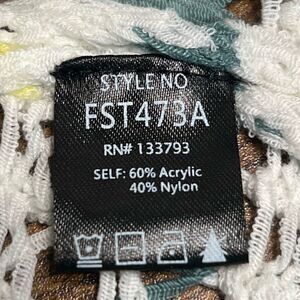 STYLE NO
FST473A
RN# 133793
SELF: 60% Acrylic
40% Nylon